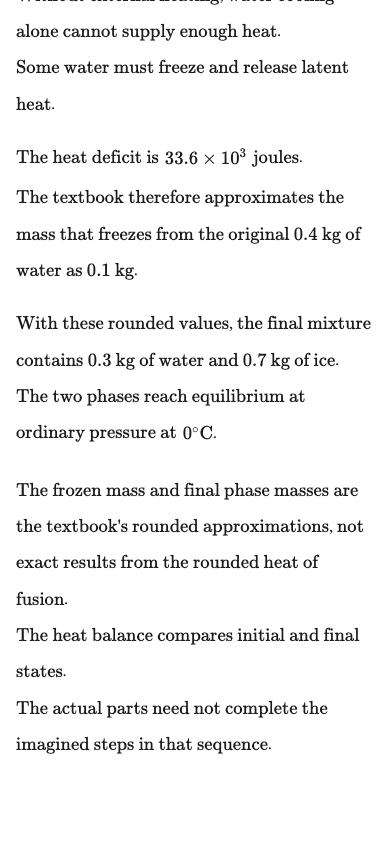 alone cannot supply enough heat.
Some water must freeze and release latent
heat.
The heat deficit is 33.6 × 10³ joules.
The textbook therefore approximates the
mass that freezes from the original 0.4 kg of
water as 0.1 kg.
With these rounded values, the final mixture
contains 0.3 kg of water and 0.7 kg of ice.
The two phases reach equilibrium at
ordinary pressure at 0°C.
The frozen mass and final phase masses are
the textbook's rounded approximations, not
exact results from the rounded heat of
fusion.
The heat balance compares initial and final
states.
The actual parts need not complete the
imagined steps in that sequence.